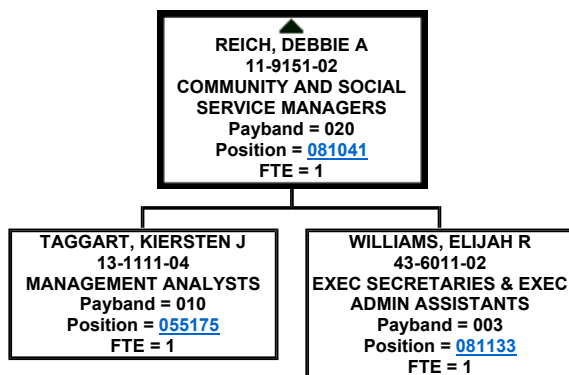 REICH, DEBBIE A
11-9151-02
COMMUNITY AND SOCIAL
SERVICE MANAGERS
Payband = 020
Position = 081041
FTE = 1
TAGGART, KIERSTEN J
13-1111-04
MANAGEMENT ANALYSTS
Payband = 010
Position = 055175
FTE = 1
WILLIAMS, ELIJAH R
43-6011-02
EXEC SECRETARIES & EXEC
ADMIN ASSISTANTS
Payband = 003
Position = 081133
FTE = 1